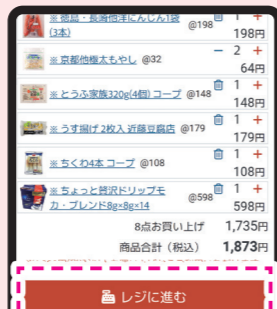 ※ 徳島・長崎他洋にんじん1袋
(3本)
@198
1 +
198円
※ 京都他極太もやし @32
− 2 +
64円
※ とうふ家族320g(4個) コープ @148
1 +
148円
※ うす揚げ 2枚入 近藤豆腐店 @179
1 +
179円
※ ちくわ4本 コープ @108
1 +
108円
※ ちょっと贅沢ドリップモ
カ・ブレンド8g×8g×14
@598
1 +
598円
8点お買い上げ 1,735円
商品合計（税込） 1,873円
レジに進む